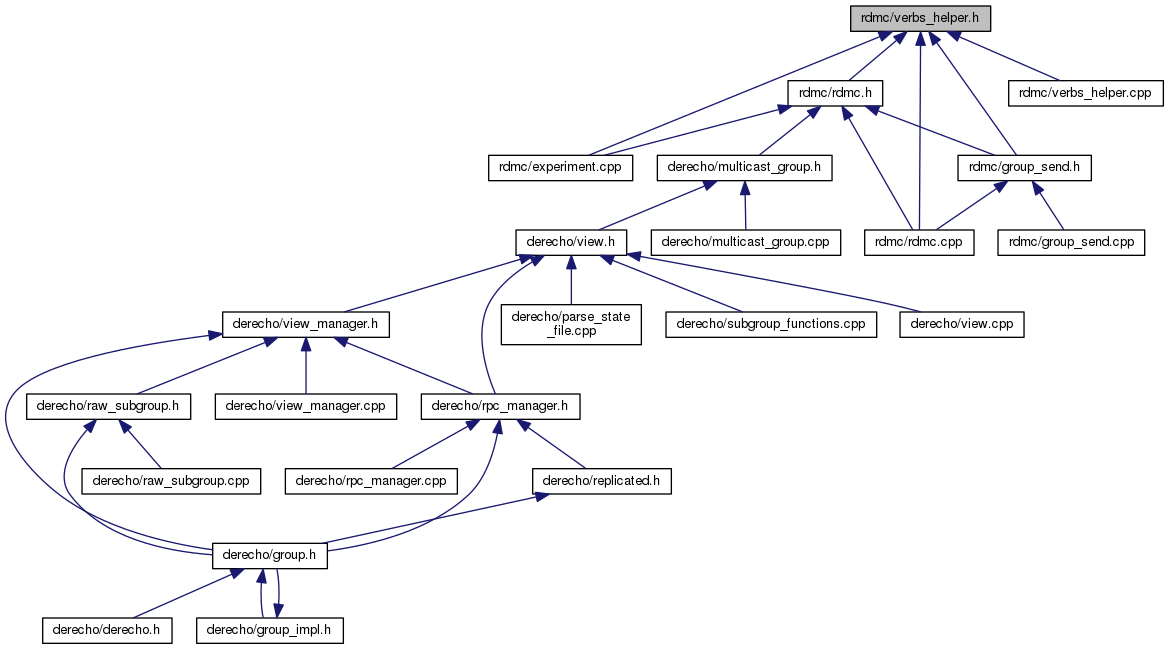 rdmc/verbs_helper.h
rdmc/rdmc.h
rdmc/verbs_helper.cpp
rdmc/experiment.cpp
derecho/multicast_group.h
rdmc/group_send.h
derecho/view.h
derecho/multicast_group.cpp
rdmc/rdmc.cpp
rdmc/group_send.cpp
derecho/view_manager.h
derecho/parse_state
_file.cpp
derecho/subgroup_functions.cpp
derecho/view.cpp
derecho/raw_subgroup.h
derecho/view_manager.cpp
derecho/rpc_manager.h
derecho/raw_subgroup.cpp
derecho/rpc_manager.cpp
derecho/replicated.h
derecho/group.h
derecho/derecho.h
derecho/group_impl.h